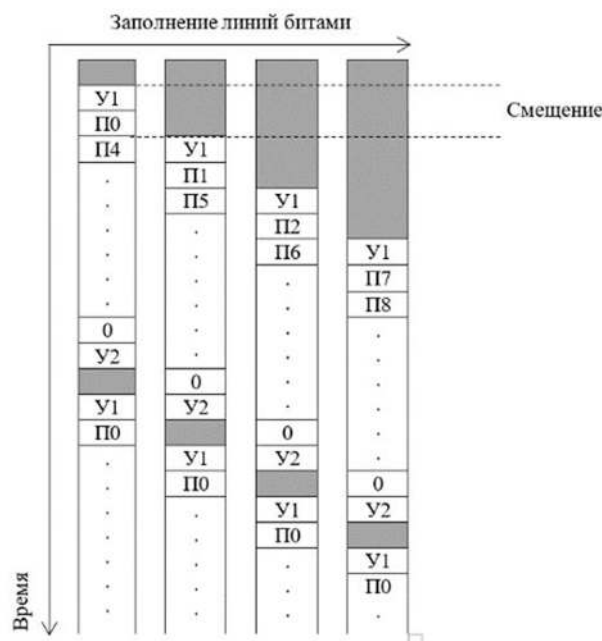 Заполнение линий битами
Смещение
Время
У1
П0
П4
0
У2
У1
П0
У1
П1
П5
0
У2
У1
П0
У1
П2
П6
0
У2
У1
П0
У1
П7
П8
0
У2
У1
П0